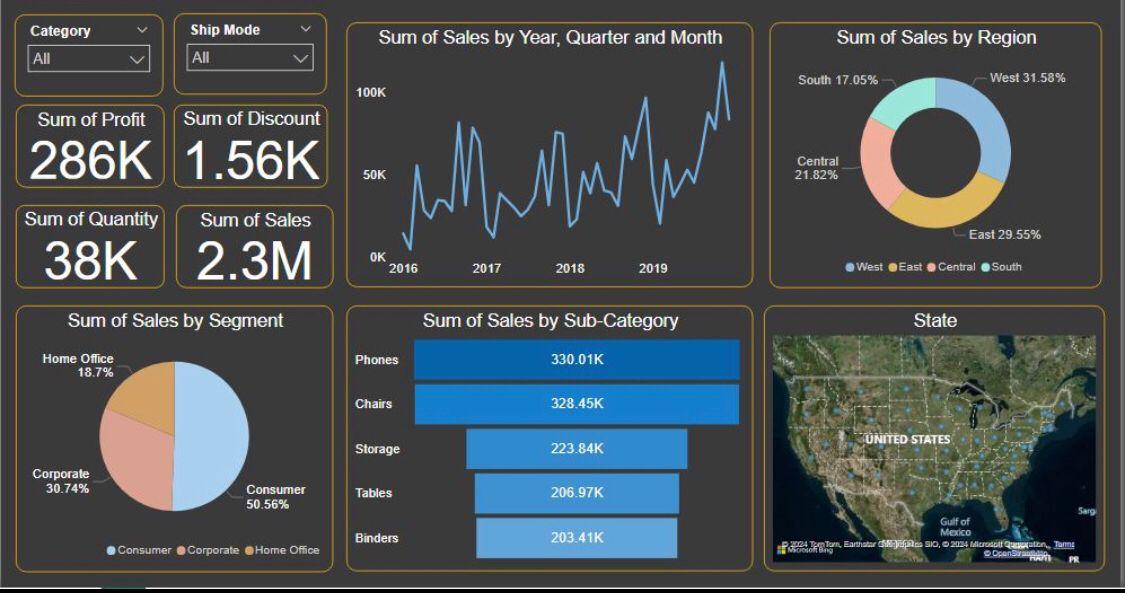 Category
All
Ship Mode
All
Sum of Profit
286K
Sum of Discount
1.56K
Sum of Quantity
38K
Sum of Sales
2.3M
Sum of Sales by Year, Quarter and Month
100K
50K
0K
2016 2017 2018 2019
Sum of Sales by Region
South 17.05%
West 31.58%
Central
21.82%
East 29.55%
West East Central South
Sum of Sales by Segment
Home Office
18.7%
Corporate
30.74%
Consumer
50.56%
Consumer Corporate Home Office
Sum of Sales by Sub-Category
Phones 330.01K
Chairs 328.45K
Storage 223.84K
Tables 206.97K
Binders 203.41K
State
UNITED STATES
Gulf of
Mexico
Sarg
© 2024 TomTom, Earthstar Geographics SIO, © 2024 Microsoft Corporation, Terms
Microsoft Bing
© OpenStreetMap
HAITI PR